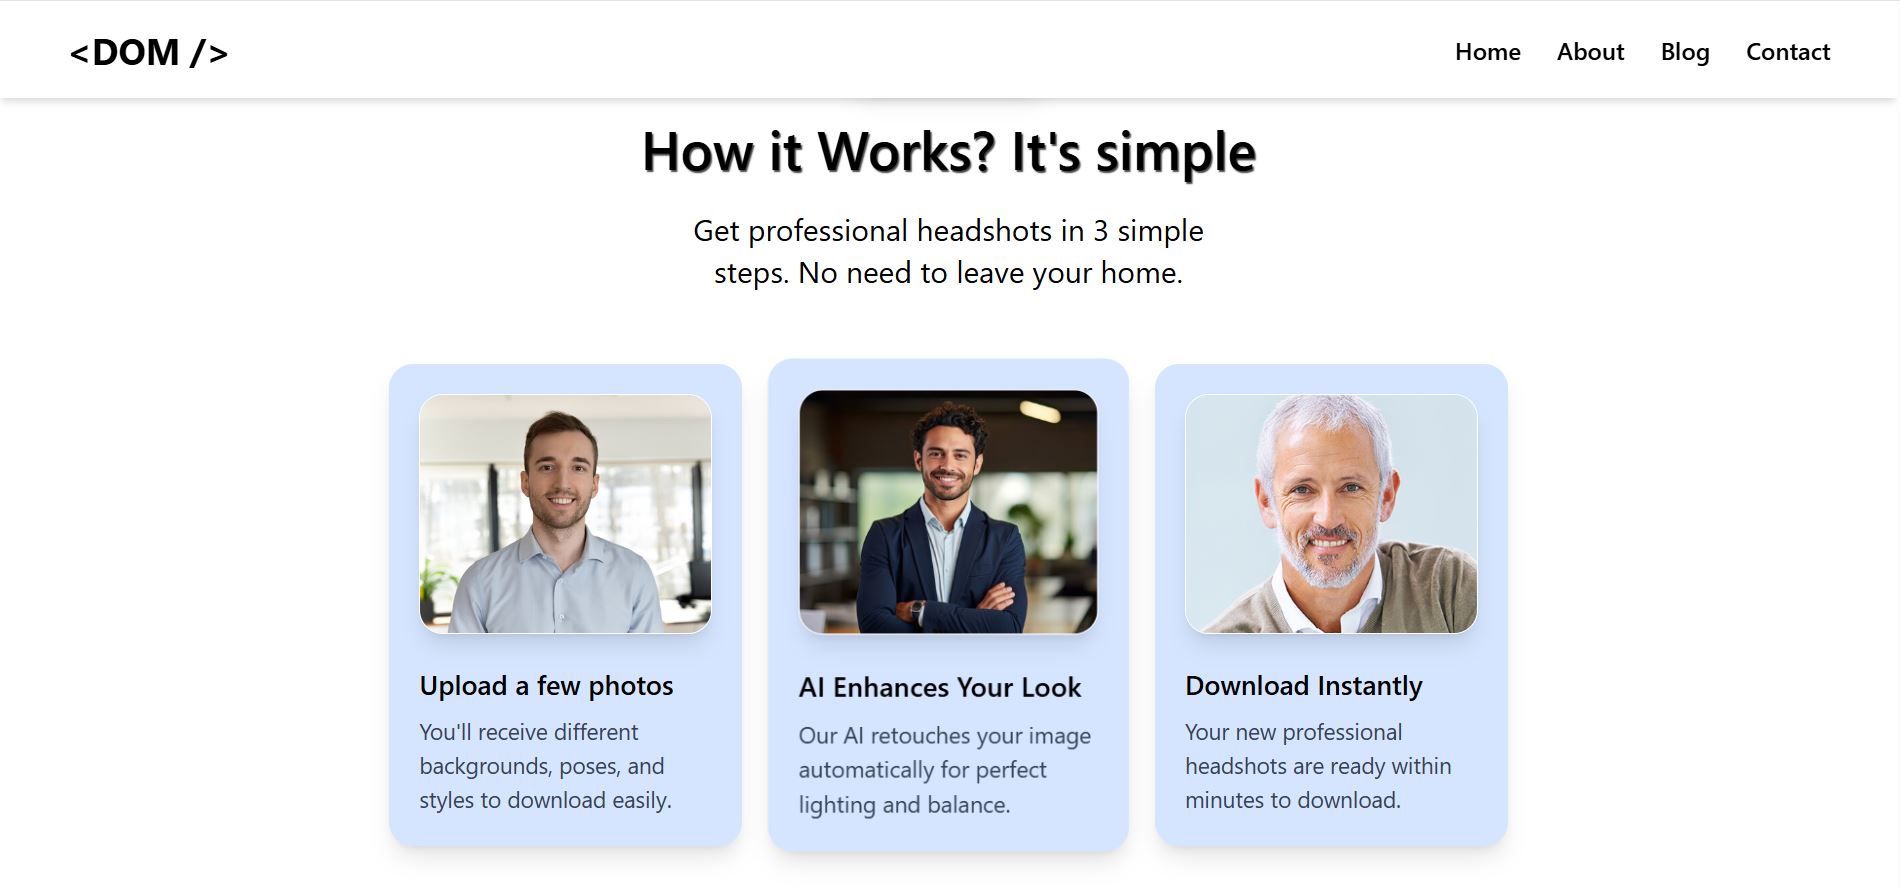 <DOM />
Home About Blog Contact
How it Works? It's simple
Get professional headshots in 3 simple
steps. No need to leave your home.
Upload a few photos
You'll receive different
backgrounds, poses, and
styles to download easily.
AI Enhances Your Look
Our AI retouches your image
automatically for perfect
lighting and balance.
Download Instantly
Your new professional
headshots are ready within
minutes to download.